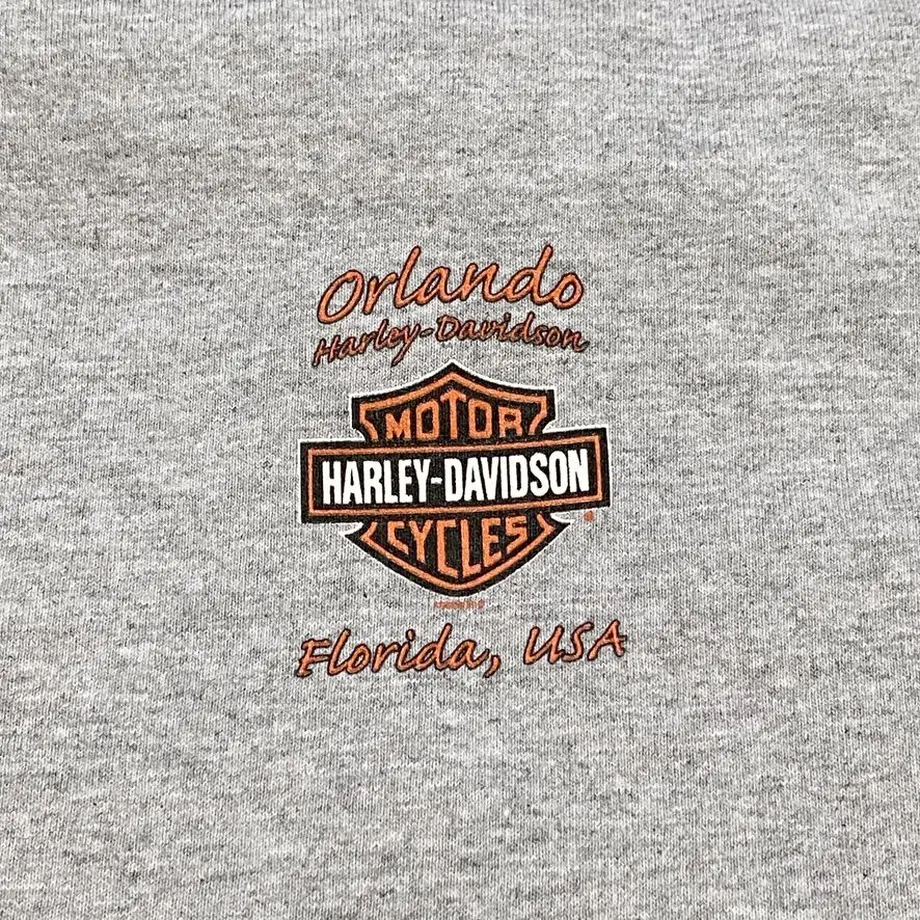 Orlando
Harley-Davidson
MOTOR
HARLEY-DAVIDSON
CYCLES
®
Florida, USA